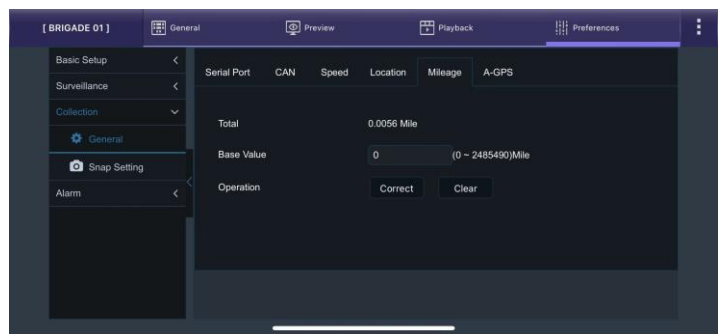 [ BRIGADE 01 ] General Preview Playback Preferences
Basic Setup
Surveillance
Collection
General
Snap Setting
Alarm
Serial Port CAN Speed Location Mileage A-GPS
Total 0.0056 Mile
Base Value 0 (0 ~ 2485490)Mile
Operation Correct Clear